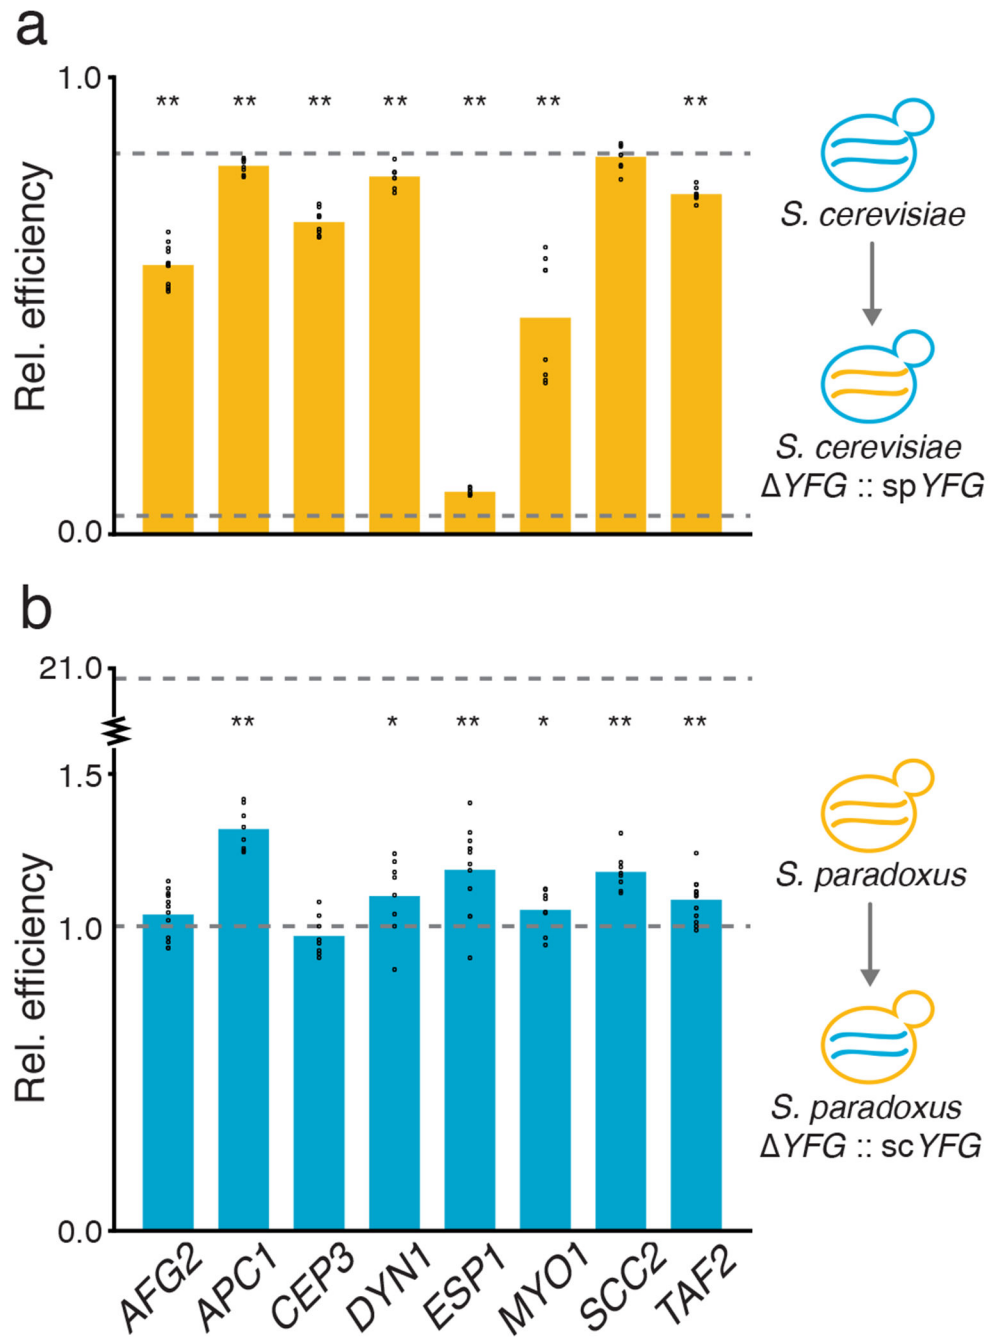 a
1.0
** ** ** ** ** ** **
Rel. efficiency
0.0
S. cerevisiae
S. cerevisiae
ΔYFG :: spYFG
b
21.0
** * ** * ** **
1.5
1.0
Rel. efficiency
0.0
S. paradoxus
S. paradoxus
ΔYFG :: scYFG
AFG2 APC1 CEP3 DYN1 ESP1 MYO1 SCC2 TAF2